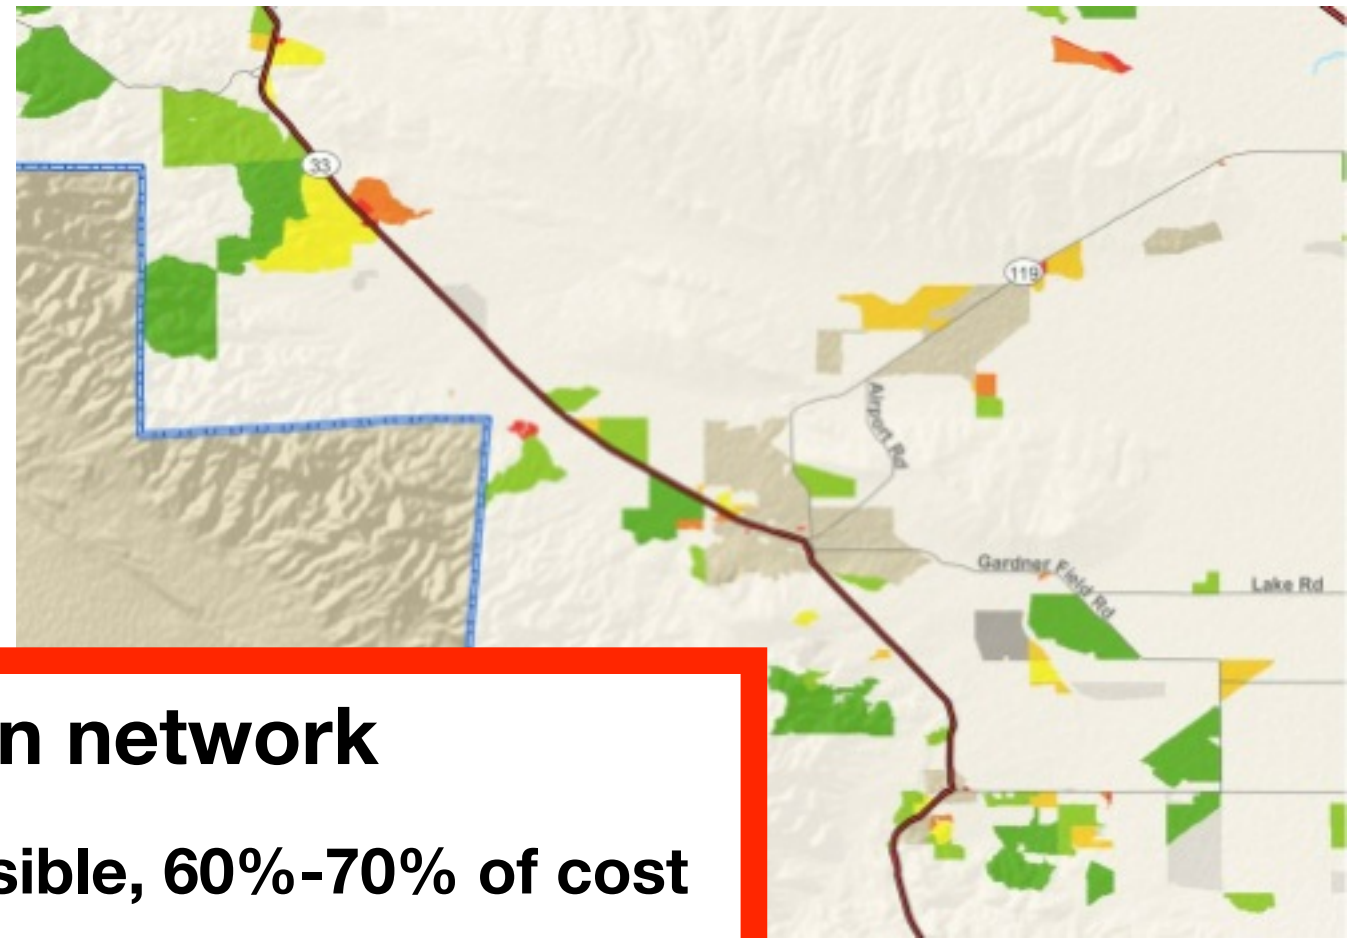 33
119
Airport Rd
Gardner Field Rd
Lake Rd
n network
sible, 60%-70% of cost